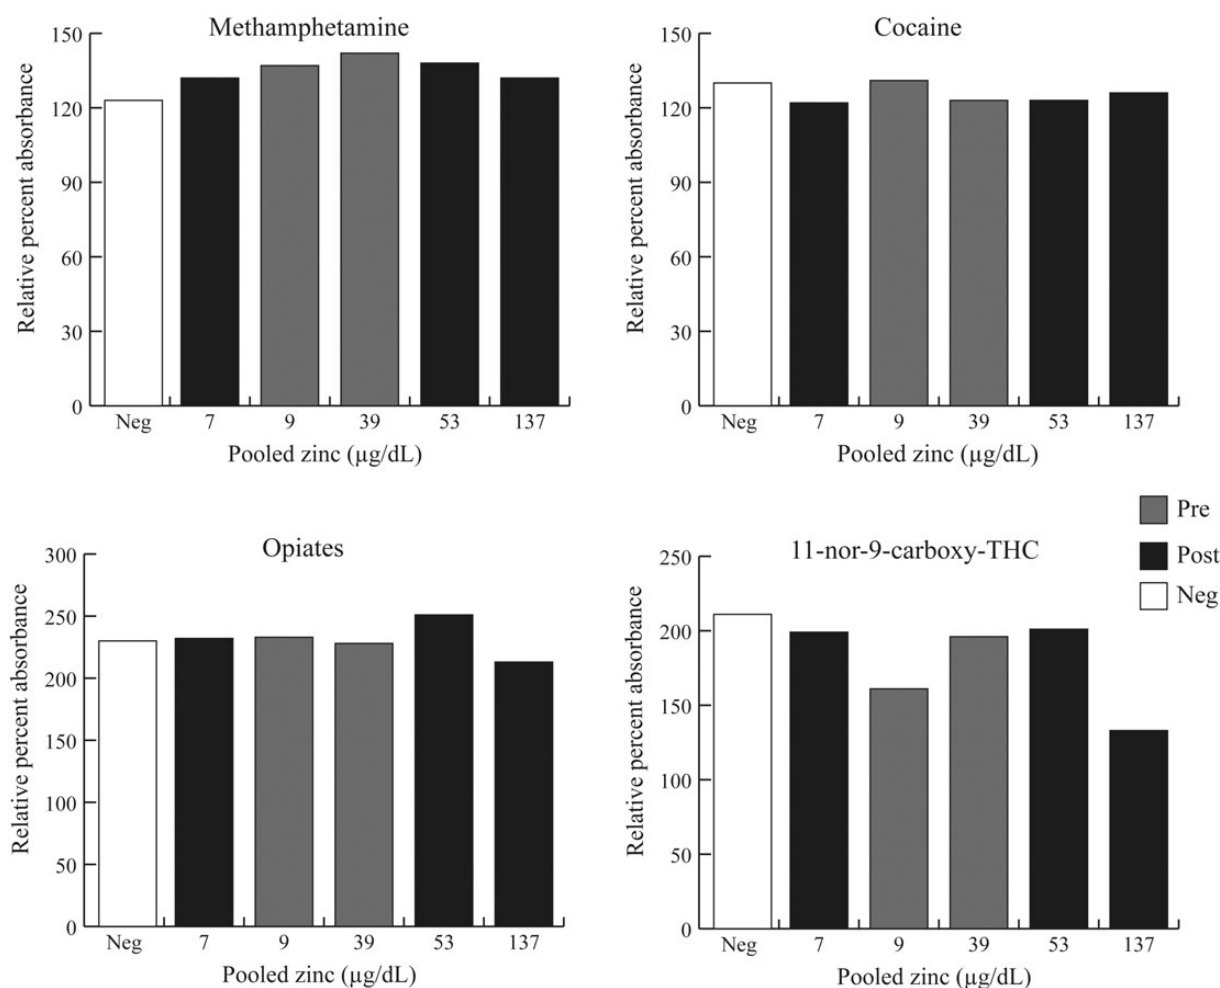 Methamphetamine
Relative percent absorbance
150
120
90
60
30
0
Neg 7 9 39 53 137
Pooled zinc (µg/dL)
Cocaine
Relative percent absorbance
150
120
90
60
30
0
Neg 7 9 39 53 137
Pooled zinc (µg/dL)
Opiates
Relative percent absorbance
300
250
200
150
100
50
0
Neg 7 9 39 53 137
Pooled zinc (µg/dL)
11-nor-9-carboxy-THC
Relative percent absorbance
250
200
150
100
50
0
Neg 7 9 39 53 137
Pooled zinc (µg/dL)
Pre
Post
Neg